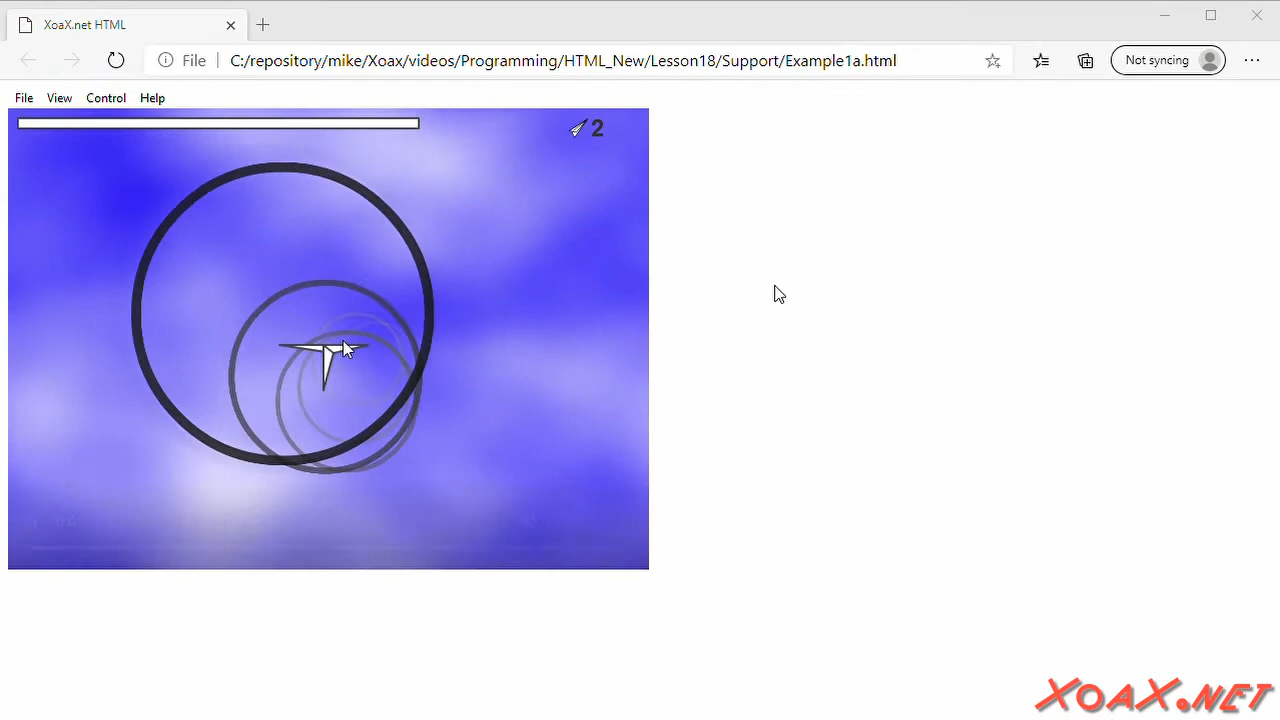 XoaX.net HTML
File C:/repository/mike/Xoax/videos/Programming/HTML_New/Lesson18/Support/Example1a.html Not syncing
File View Control Help
2
XOAX.NET